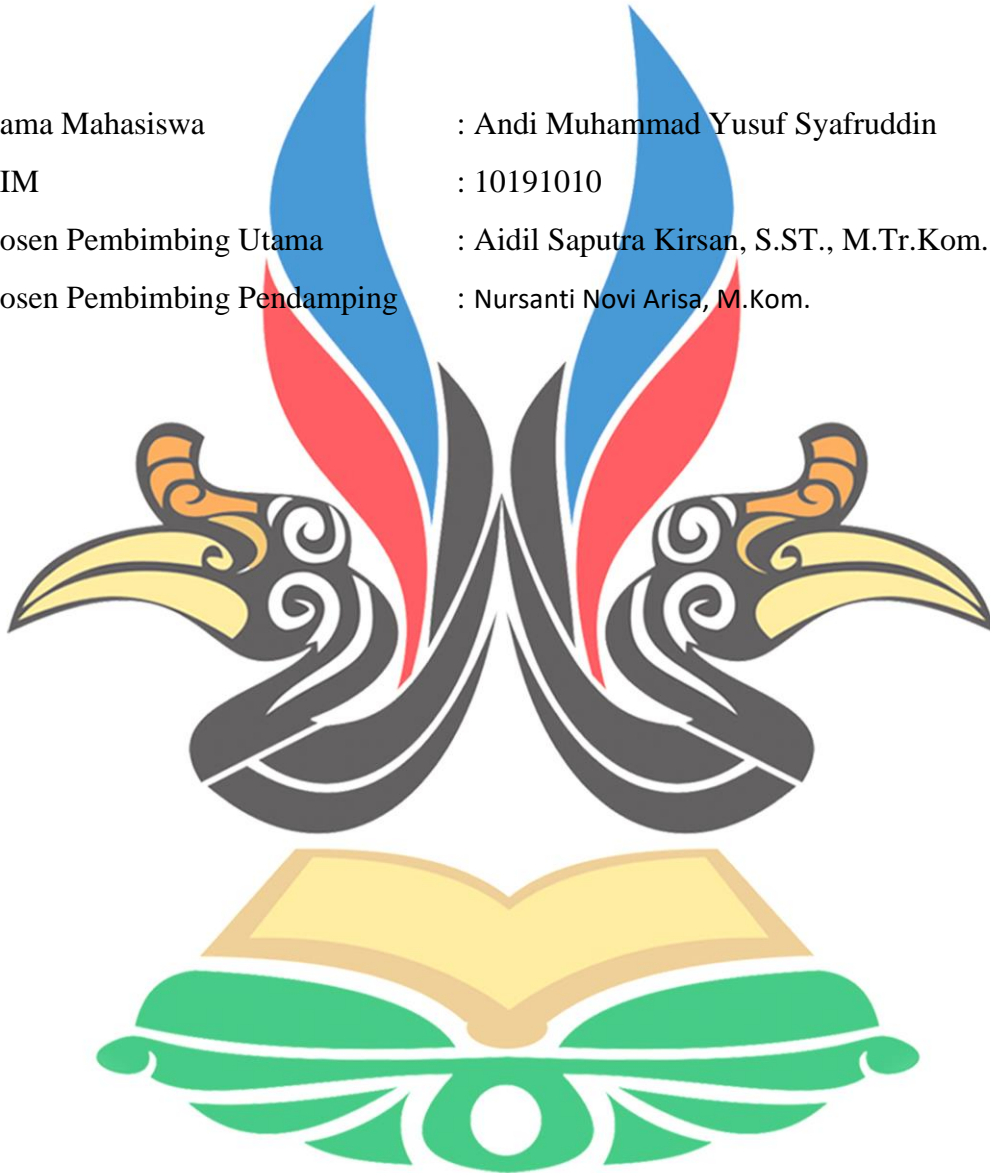 ama Mahasiswa : Andi Muhammad Yusuf Syafruddin
IM : 10191010
osen Pembimbing Utama : Aidil Saputra Kirsan, S.ST., M.Tr.Kom.
osen Pembimbing Pendamping : Nursanti Novi Arisa, M.Kom.